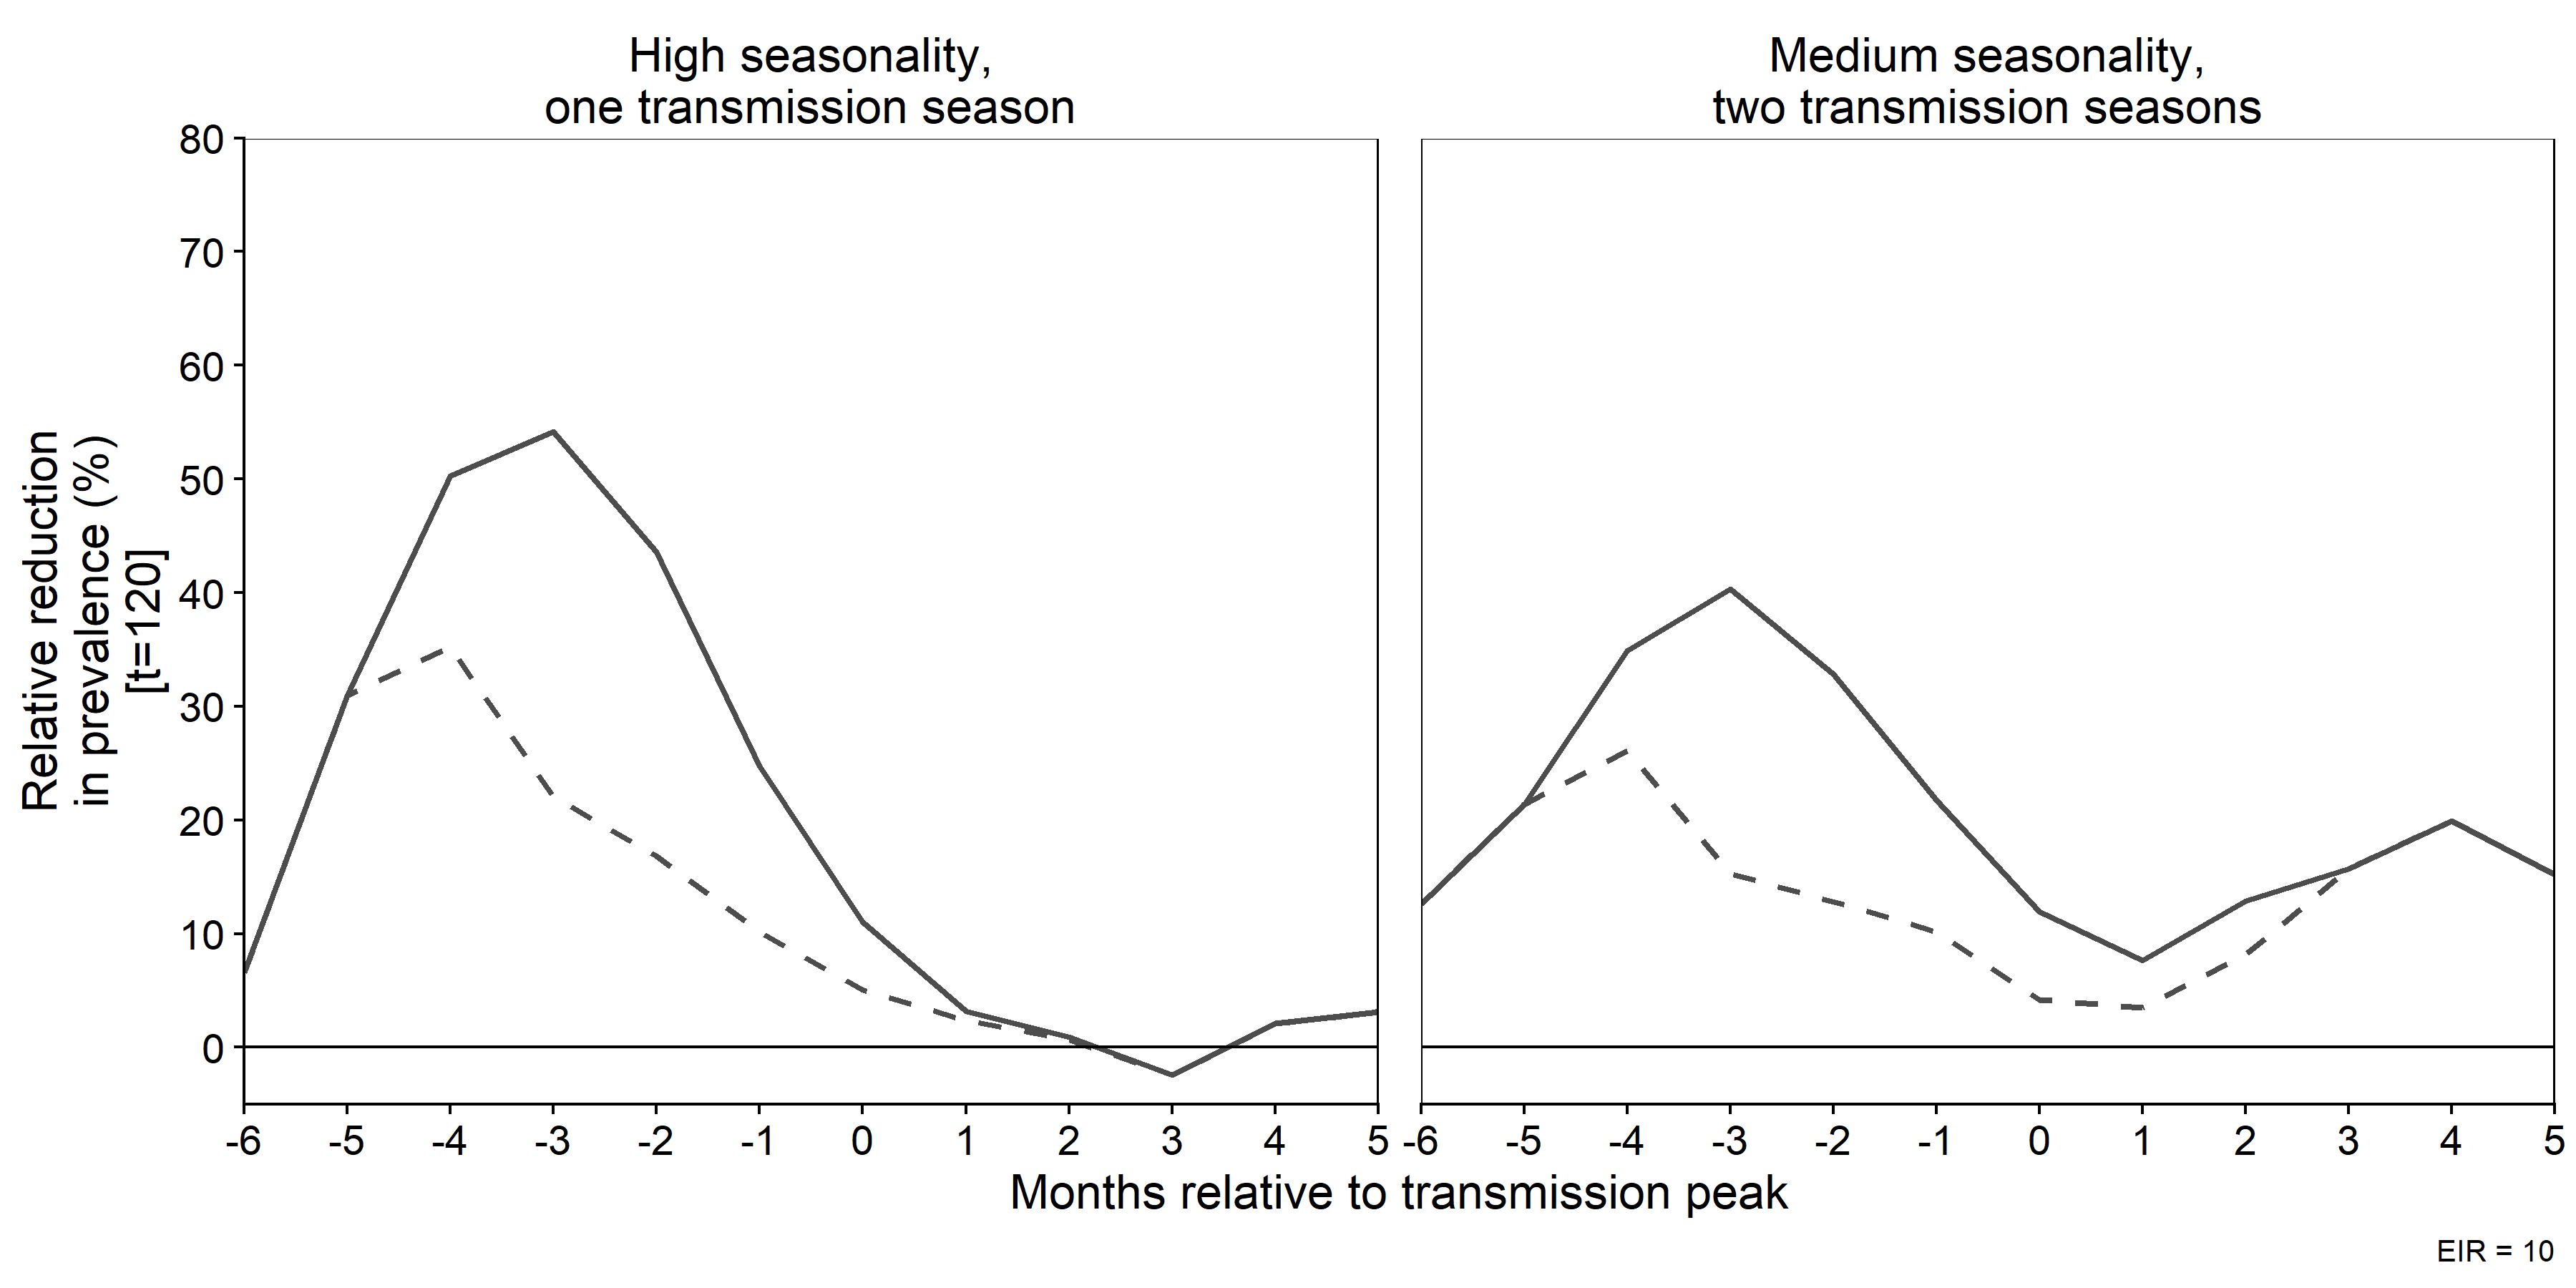 High seasonality,
one transmission season
Medium seasonality,
two transmission seasons
Relative reduction
in prevalence (%)
[t=120]
80
70
60
50
40
30
20
10
0
-6 -5 -4 -3 -2 -1 0 1 2 3 4 5
-6 -5 -4 -3 -2 -1 0 1 2 3 4 5
Months relative to transmission peak
EIR = 10